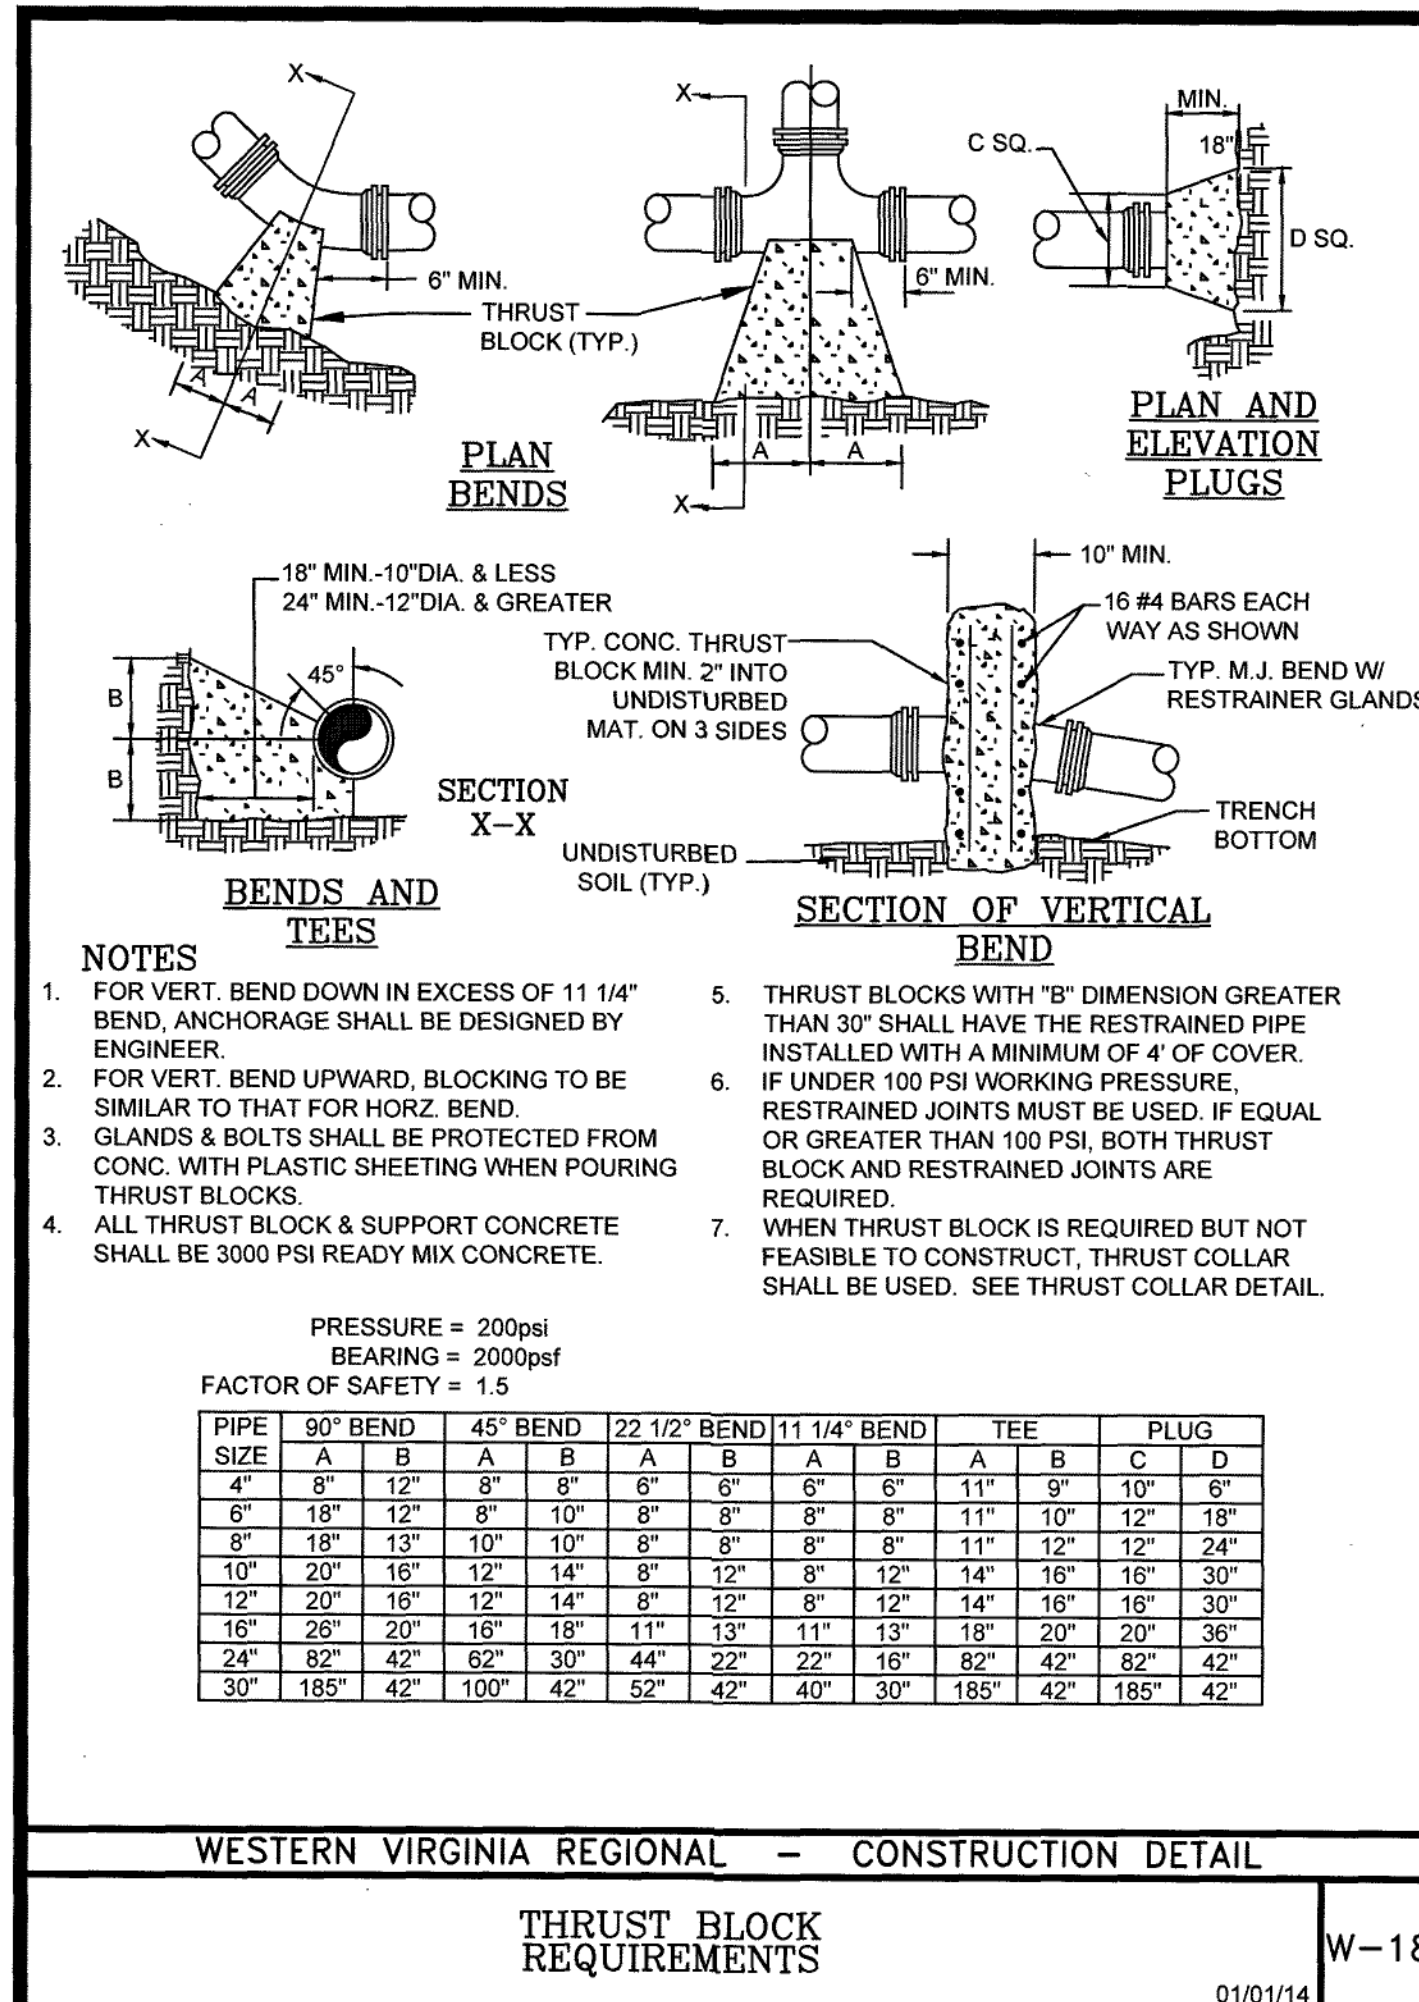 X
X
MIN.
C SQ.
18"
D SQ.
6" MIN.
6" MIN.
THRUST
BLOCK (TYP.)
A
A
X
A
A
X
PLAN
BENDS
PLAN AND
ELEVATION
PLUGS
18" MIN.-10"DIA. & LESS
24" MIN.-12"DIA. & GREATER
45°
B
B
SECTION
X-X
BENDS AND
TEES
10" MIN.
16 #4 BARS EACH
WAY AS SHOWN
TYP. CONC. THRUST
BLOCK MIN. 2" INTO
UNDISTURBED
MAT. ON 3 SIDES
TYP. M.J. BEND W/
RESTRAINER GLANDS
TRENCH
BOTTOM
UNDISTURBED
SOIL (TYP.)
SECTION OF VERTICAL
BEND
NOTES
1. FOR VERT. BEND DOWN IN EXCESS OF 11 1/4"
BEND, ANCHORAGE SHALL BE DESIGNED BY
ENGINEER.
2. FOR VERT. BEND UPWARD, BLOCKING TO BE
SIMILAR TO THAT FOR HORZ. BEND.
3. GLANDS & BOLTS SHALL BE PROTECTED FROM
CONC. WITH PLASTIC SHEETING WHEN POURING
THRUST BLOCKS.
4. ALL THRUST BLOCK & SUPPORT CONCRETE
SHALL BE 3000 PSI READY MIX CONCRETE.
5. THRUST BLOCKS WITH "B" DIMENSION GREATER
THAN 30" SHALL HAVE THE RESTRAINED PIPE
INSTALLED WITH A MINIMUM OF 4' OF COVER.
6. IF UNDER 100 PSI WORKING PRESSURE,
RESTRAINED JOINTS MUST BE USED. IF EQUAL
OR GREATER THAN 100 PSI, BOTH THRUST
BLOCK AND RESTRAINED JOINTS ARE
REQUIRED.
7. WHEN THRUST BLOCK IS REQUIRED BUT NOT
FEASIBLE TO CONSTRUCT, THRUST COLLAR
SHALL BE USED. SEE THRUST COLLAR DETAIL.
PRESSURE = 200psi
BEARING = 2000psf
FACTOR OF SAFETY = 1.5
PIPE SIZE 90° BEND 45° BEND 22 1/2° BEND 11 1/4° BEND TEE PLUG
A B A B A B A B A B C D
4" 8" 12" 8" 8" 6" 6" 6" 6" 11" 9" 10" 6"
6" 18" 12" 8" 10" 8" 8" 8" 8" 11" 10" 12" 18"
8" 18" 13" 10" 10" 8" 8" 8" 8" 11" 12" 12" 24"
10" 20" 16" 12" 14" 8" 12" 8" 12" 14" 16" 16" 30"
12" 20" 16" 12" 14" 8" 12" 8" 12" 14" 16" 16" 30"
16" 26" 20" 16" 18" 11" 13" 11" 13" 18" 20" 20" 36"
24" 82" 42" 62" 30" 44" 22" 22" 16" 82" 42" 82" 42"
30" 185" 42" 100" 42" 52" 42" 40" 30" 185" 42" 185" 42"
WESTERN VIRGINIA REGIONAL - CONSTRUCTION DETAIL
THRUST BLOCK
REQUIREMENTS
W-18
01/01/14